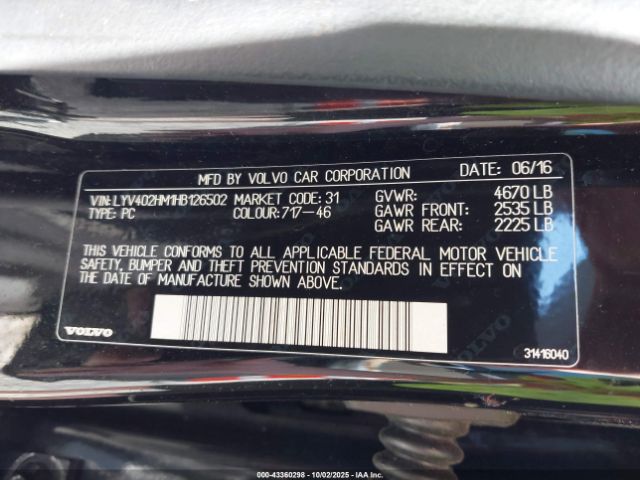 MFD BY VOLVO CAR CORPORATION DATE: 06/16
VIN: LYV402HM1HB126502 MARKET CODE: 31 GVWR: 4670 LB
TYPE: PC COLOUR: 717-46 GAWR FRONT: 2535 LB
GAWR REAR: 2225 LB
THIS VEHICLE CONFORMS TO ALL APPLICABLE FEDERAL MOTOR VEHICLE
SAFETY, BUMPER AND THEFT PREVENTION STANDARDS IN EFFECT ON
THE DATE OF MANUFACTURE SHOWN ABOVE.
VOLVO
31416040
000-43360298 - 10/02/2025 - IAA, Inc.